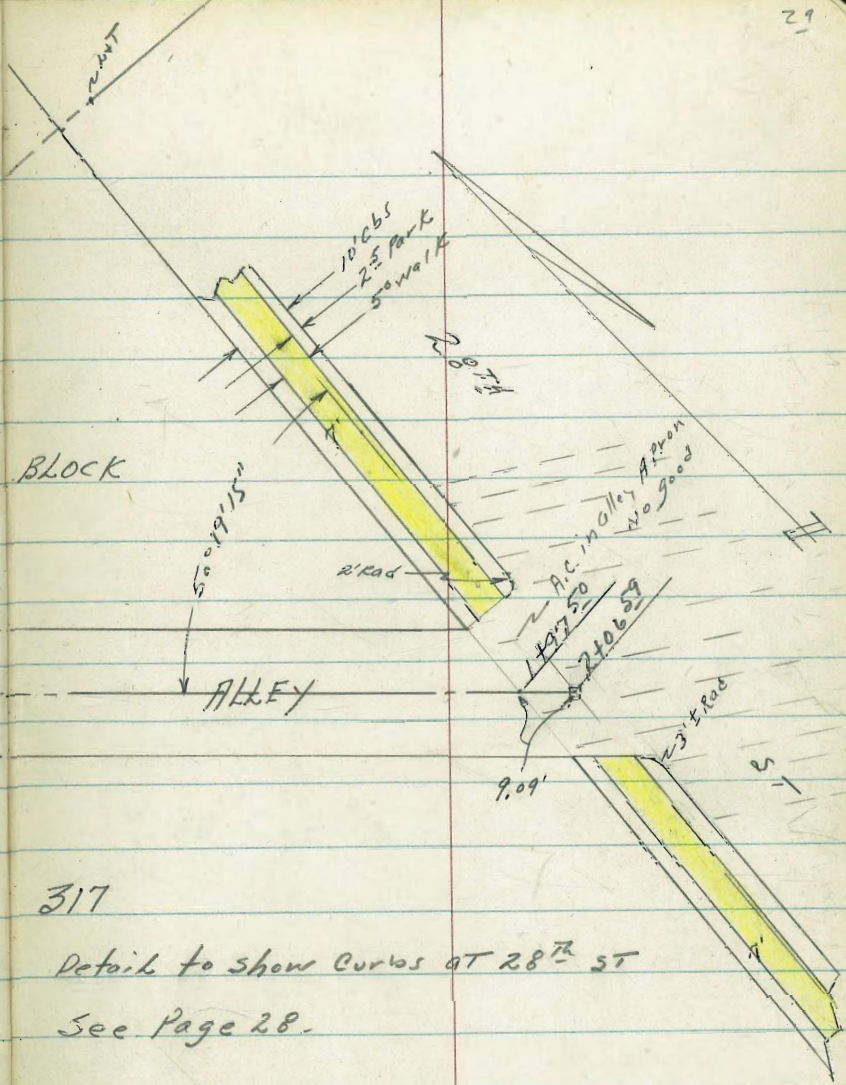 29
10' cbs
2.5 Park
5.0 walk
28TH
BLOCK
50°19'15"
A.C. in alley Apron
No good
2' Rad
1+97.50
2+06.59
ALLEY
3'± Rad
ST
9.09'
317
Detail to show Curbs at 28Th ST
See Page 28.